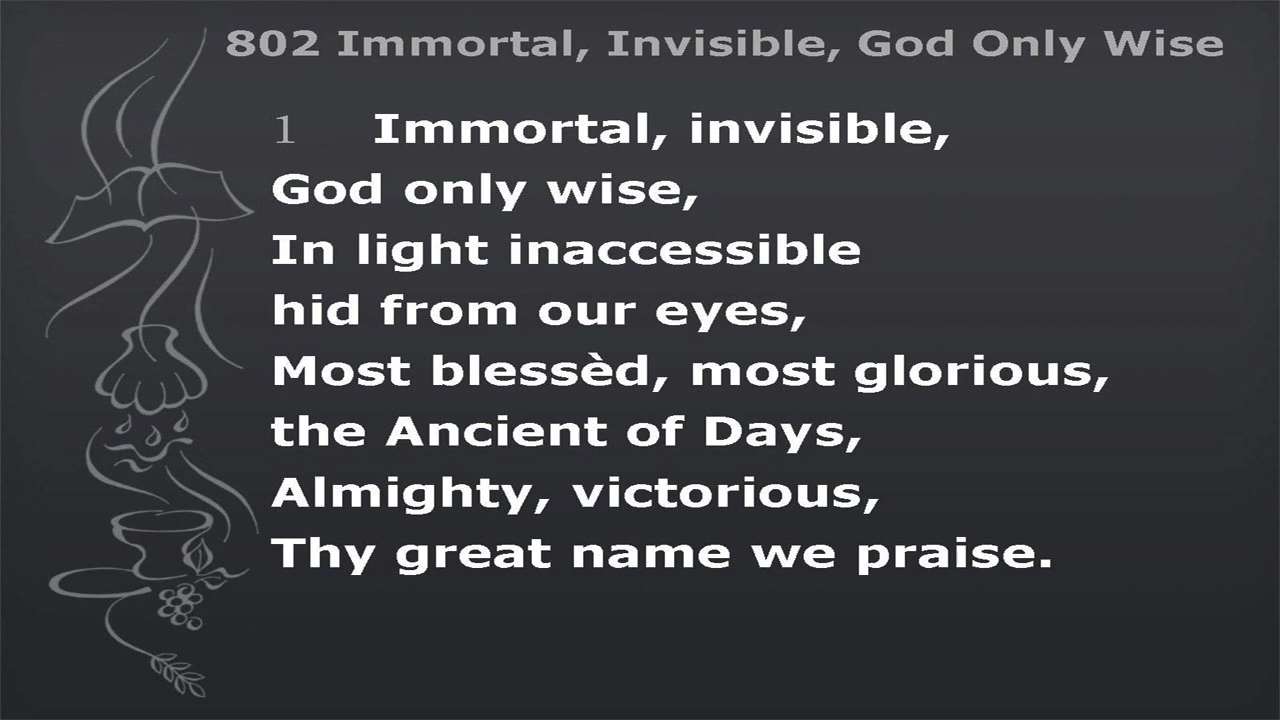 802 Immortal, Invisible, God Only Wise
1 Immortal, invisible,
God only wise,
In light inaccessible
hid from our eyes,
Most blessèd, most glorious,
the Ancient of Days,
Almighty, victorious,
Thy great name we praise.